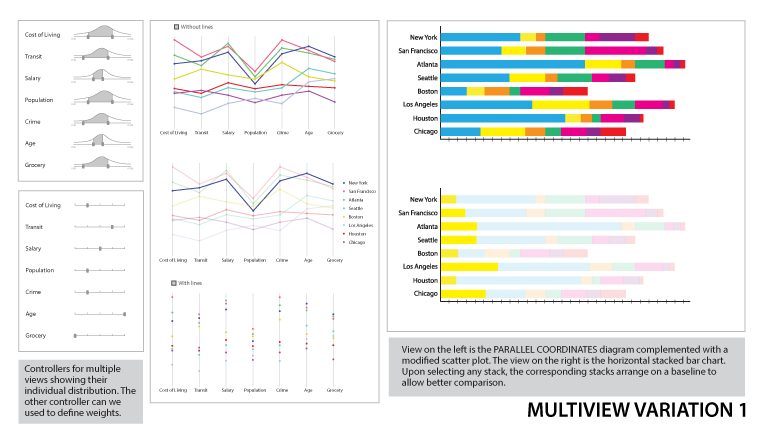 Cost of Living
Transit
Salary
Population
Crime
Age
Grocery
Cost of Living
Transit
Salary
Population
Crime
Age
Grocery
Controllers for multiple
views showing their
individual distribution. The
other controller can we
used to define weights.
Without lines
Cost of Living Transit Salary Population Crime Age Grocery
New York
San Francisco
Atlanta
Seattle
Boston
Los Angeles
Houston
Chicago
Cost of Living Transit Salary Population Crime Age Grocery
With lines
Cost of Living Transit Salary Population Crime Age Grocery
New York
San Francisco
Atlanta
Seattle
Boston
Los Angeles
Houston
Chicago
New York
San Francisco
Atlanta
Seattle
Boston
Los Angeles
Houston
Chicago
View on the left is the PARALLEL COORDINATES diagram complemented with a
modified scatter plot. The view on the right is the horizontal stacked bar chart.
Upon selecting any stack, the corresponding stacks arrange on a baseline to
allow better comparison.
MULTIVIEW VARIATION 1